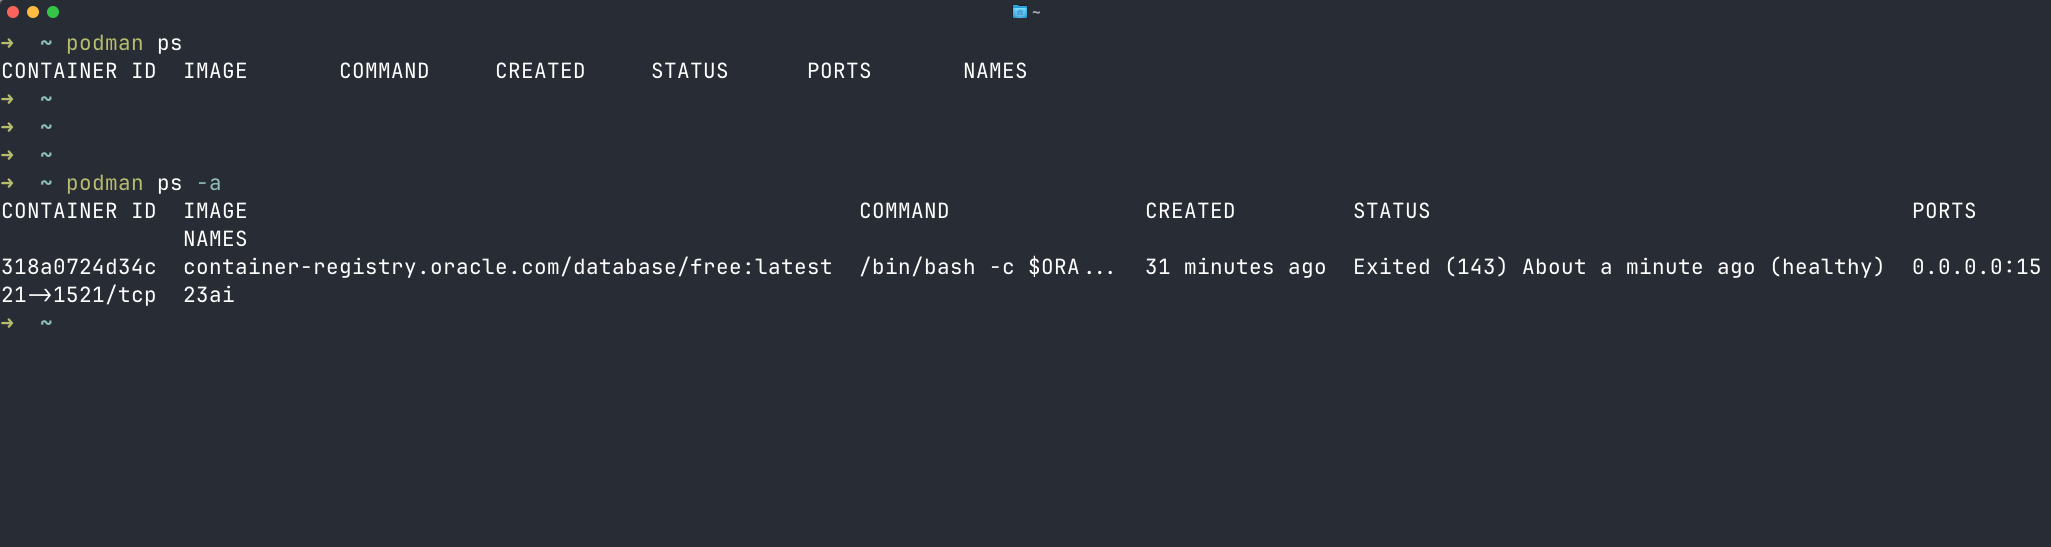 ~
➜  ~ podman ps
CONTAINER ID  IMAGE       COMMAND     CREATED     STATUS      PORTS       NAMES
➜  ~
➜  ~
➜  ~
➜  ~ podman ps -a
CONTAINER ID  IMAGE                                               COMMAND               CREATED         STATUS                                    PORTS
              NAMES
318a0724d34c  container-registry.oracle.com/database/free:latest  /bin/bash -c $ORA...  31 minutes ago  Exited (143) About a minute ago (healthy)  0.0.0.0:15
21->1521/tcp  23ai
➜  ~